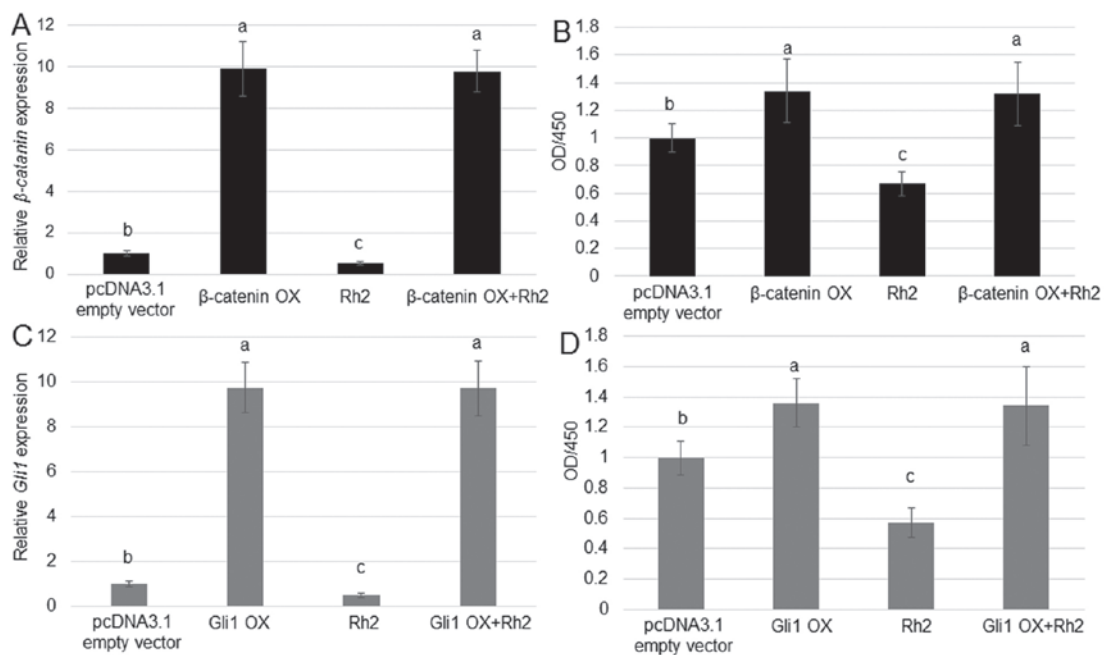 A
Relative β-catanin expression
12
10
8
6
4
2
0
a
b
c
a
pcDNA3.1
empty vector
β-catenin OX
Rh2
β-catenin OX+Rh2
B
OD/450
1.8
1.6
1.4
1.2
1
0.8
0.6
0.4
0.2
0
b
a
c
a
pcDNA3.1
empty vector
β-catenin OX
Rh2
β-catenin OX+Rh2
C
Relative Gli1 expression
12
10
8
6
4
2
0
b
a
c
a
pcDNA3.1
empty vector
Gli1 OX
Rh2
Gli1 OX+Rh2
D
OD/450
1.8
1.6
1.4
1.2
1
0.8
0.6
0.4
0.2
0
b
a
c
a
pcDNA3.1
empty vector
Gli1 OX
Rh2
Gli1 OX+Rh2